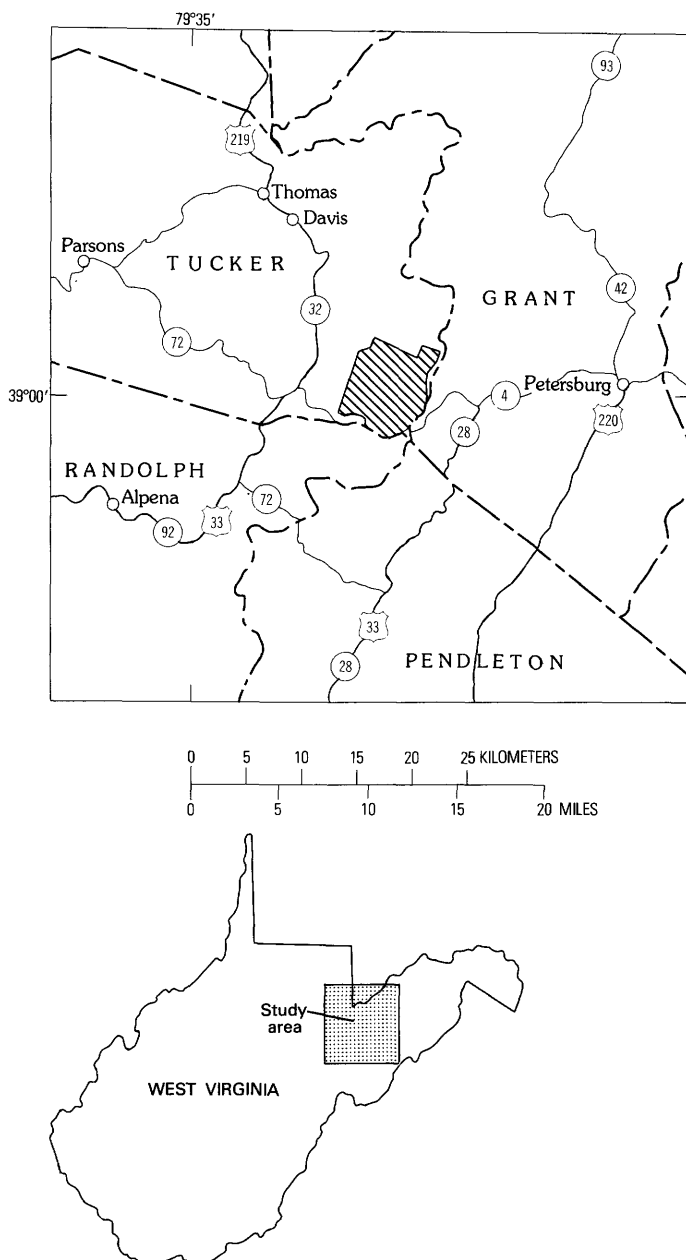 79°35'
93
219
Thomas
Davis
Parsons
TUCKER
GRANT
42
32
72
39°00'
Petersburg
4
28
220
RANDOLPH
Alpena
72
92
33
33
28
PENDLETON
0 5 10 15 20 25 KILOMETERS
0 5 10 15 20 MILES
Study
area
WEST VIRGINIA